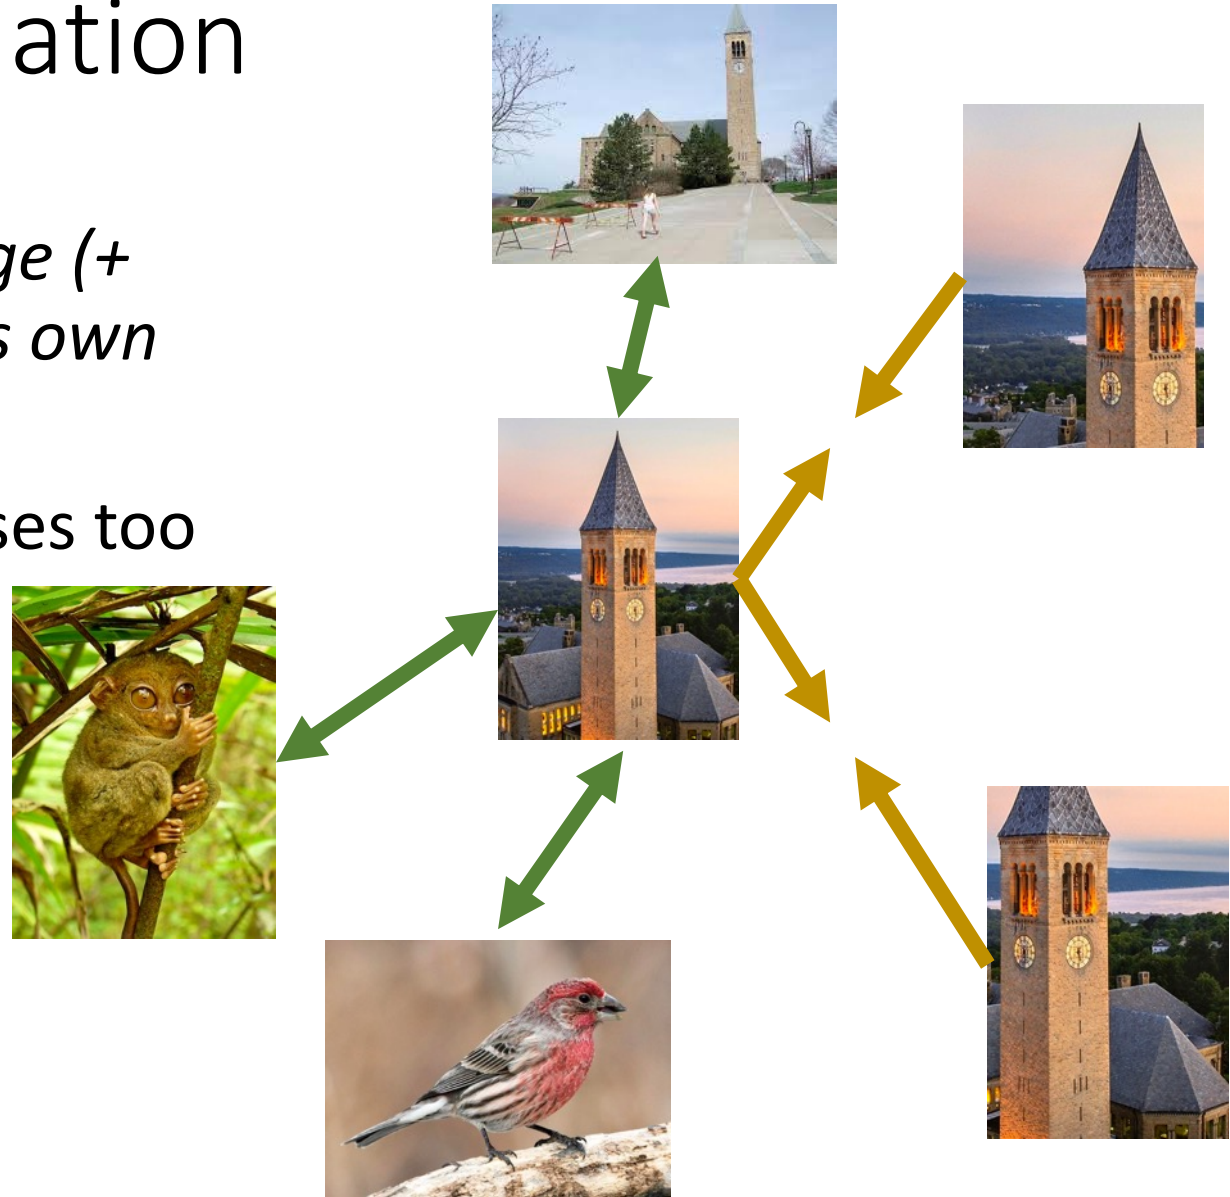 ation
ge (+
s own
ses too